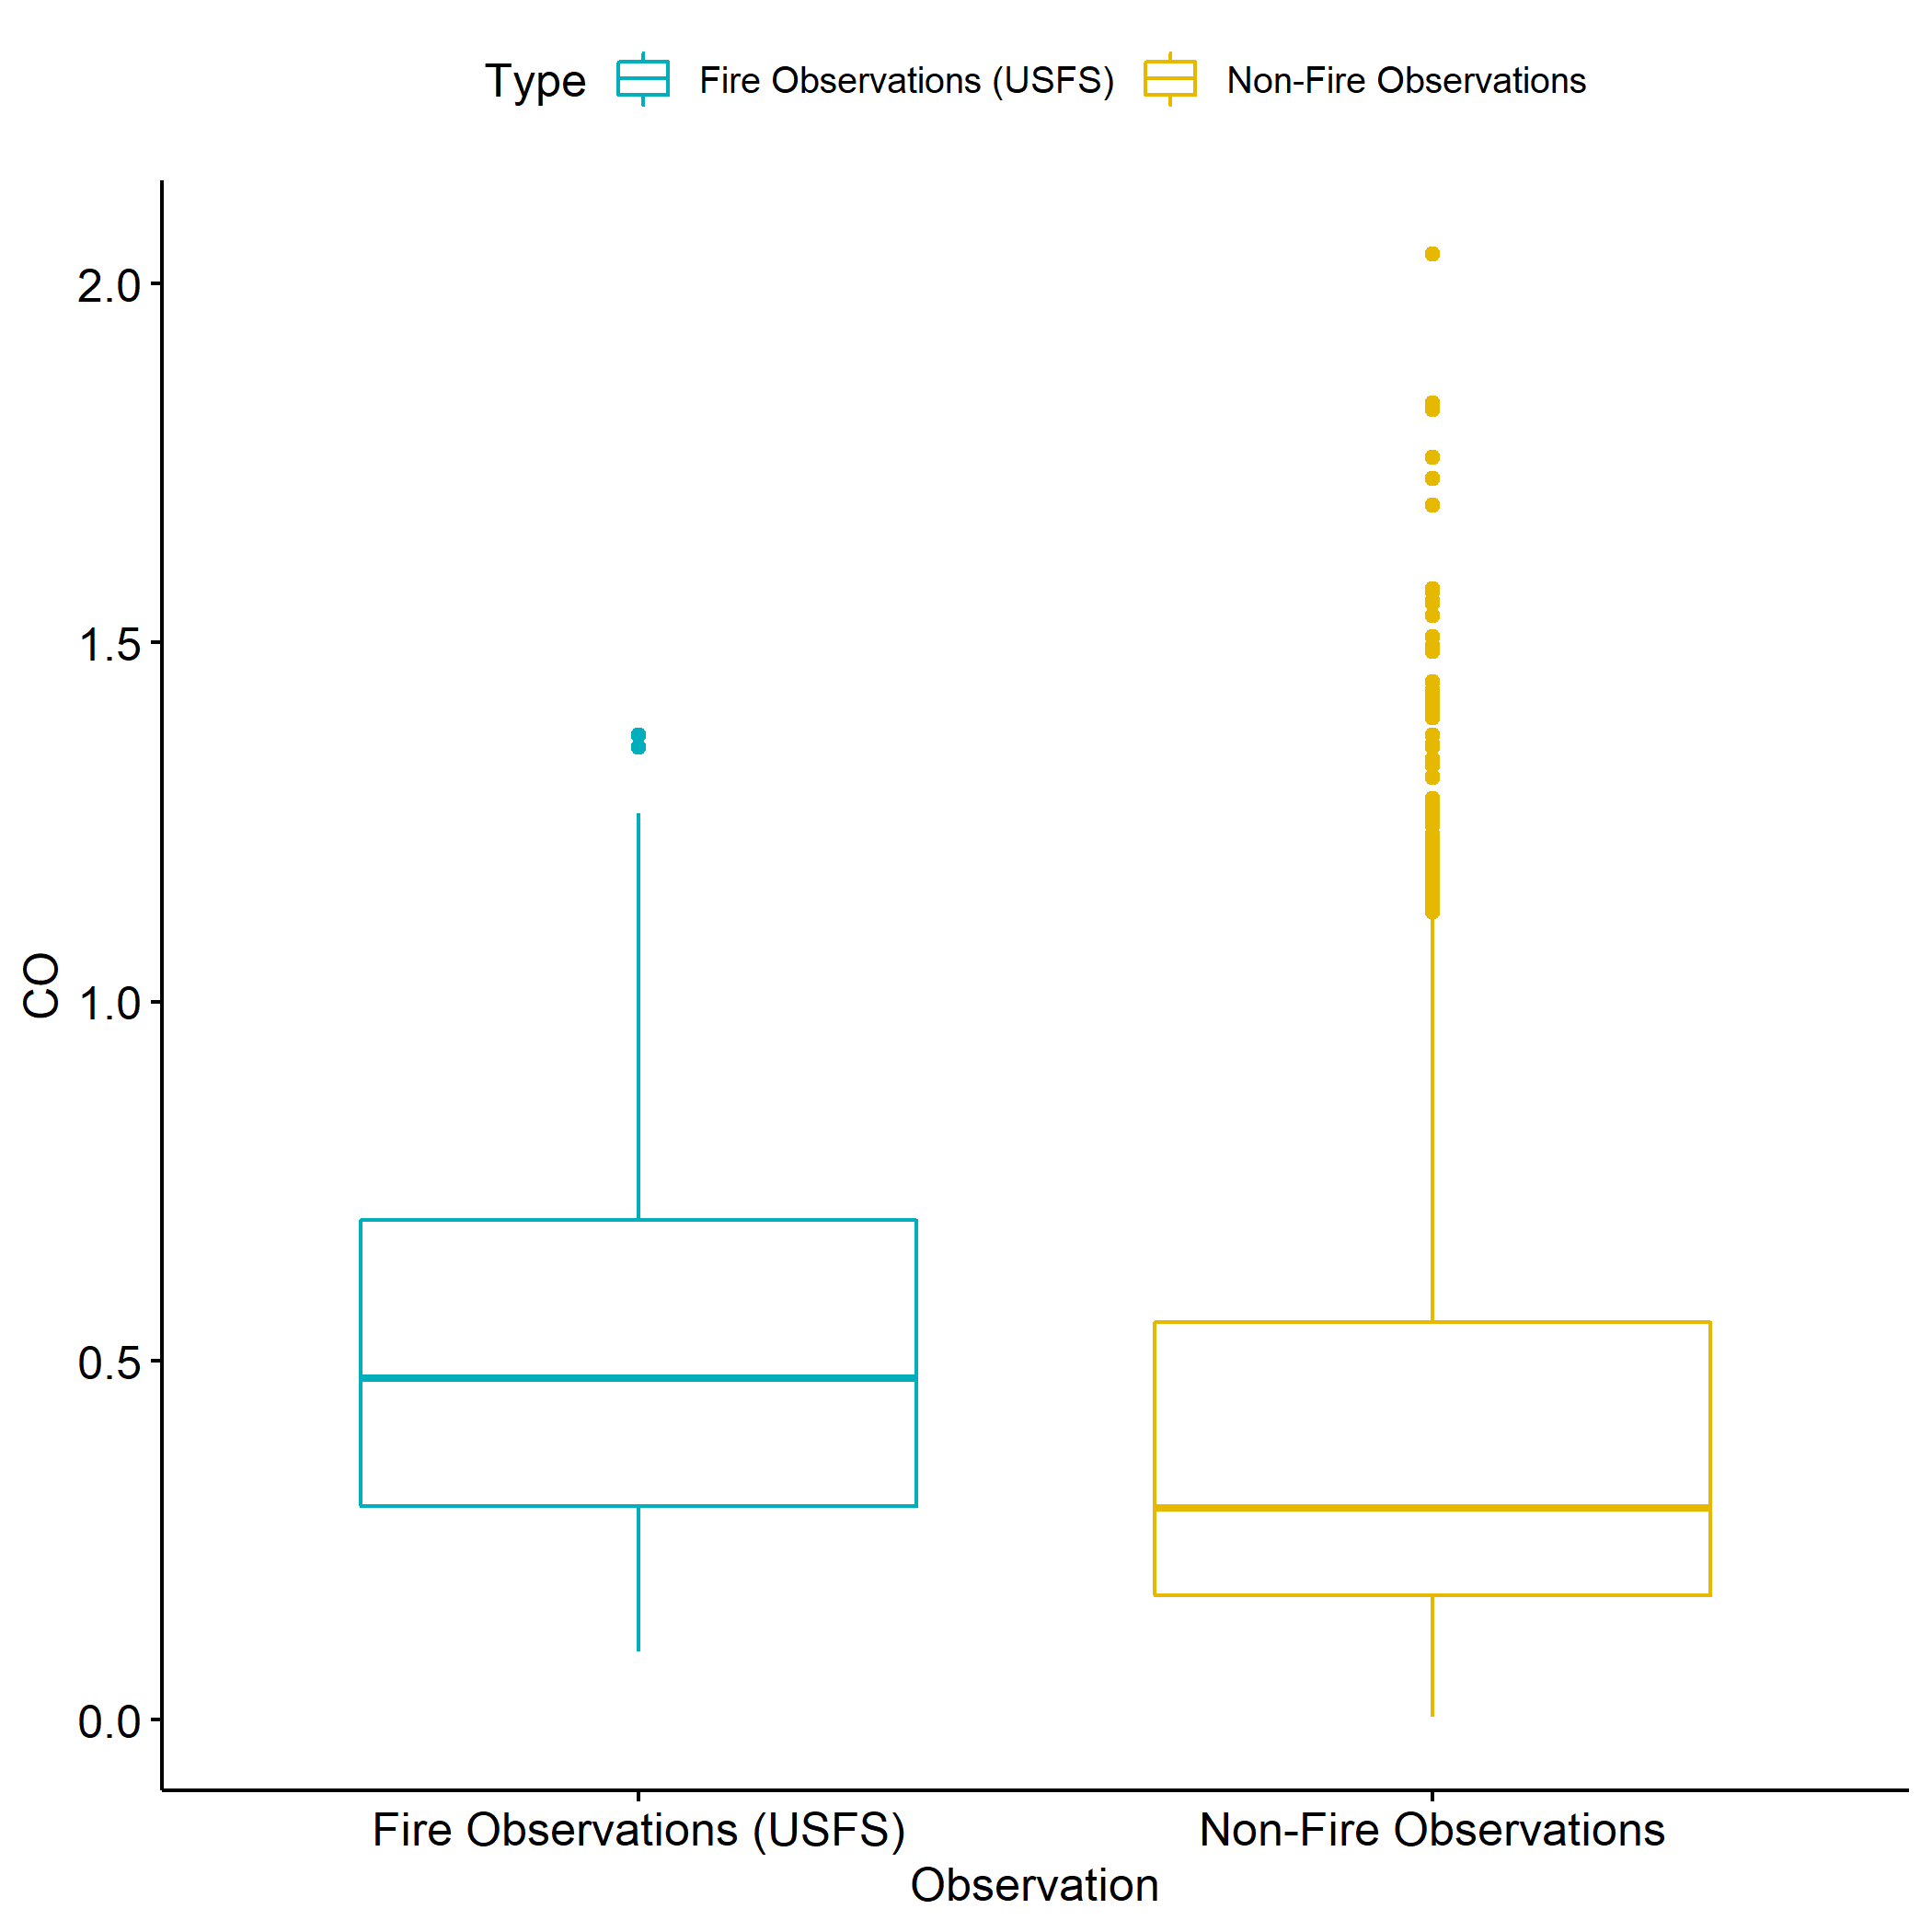 Type Fire Observations (USFS) Non-Fire Observations
2.0
1.5
1.0
0.5
0.0
CO
Fire Observations (USFS) Non-Fire Observations
Observation